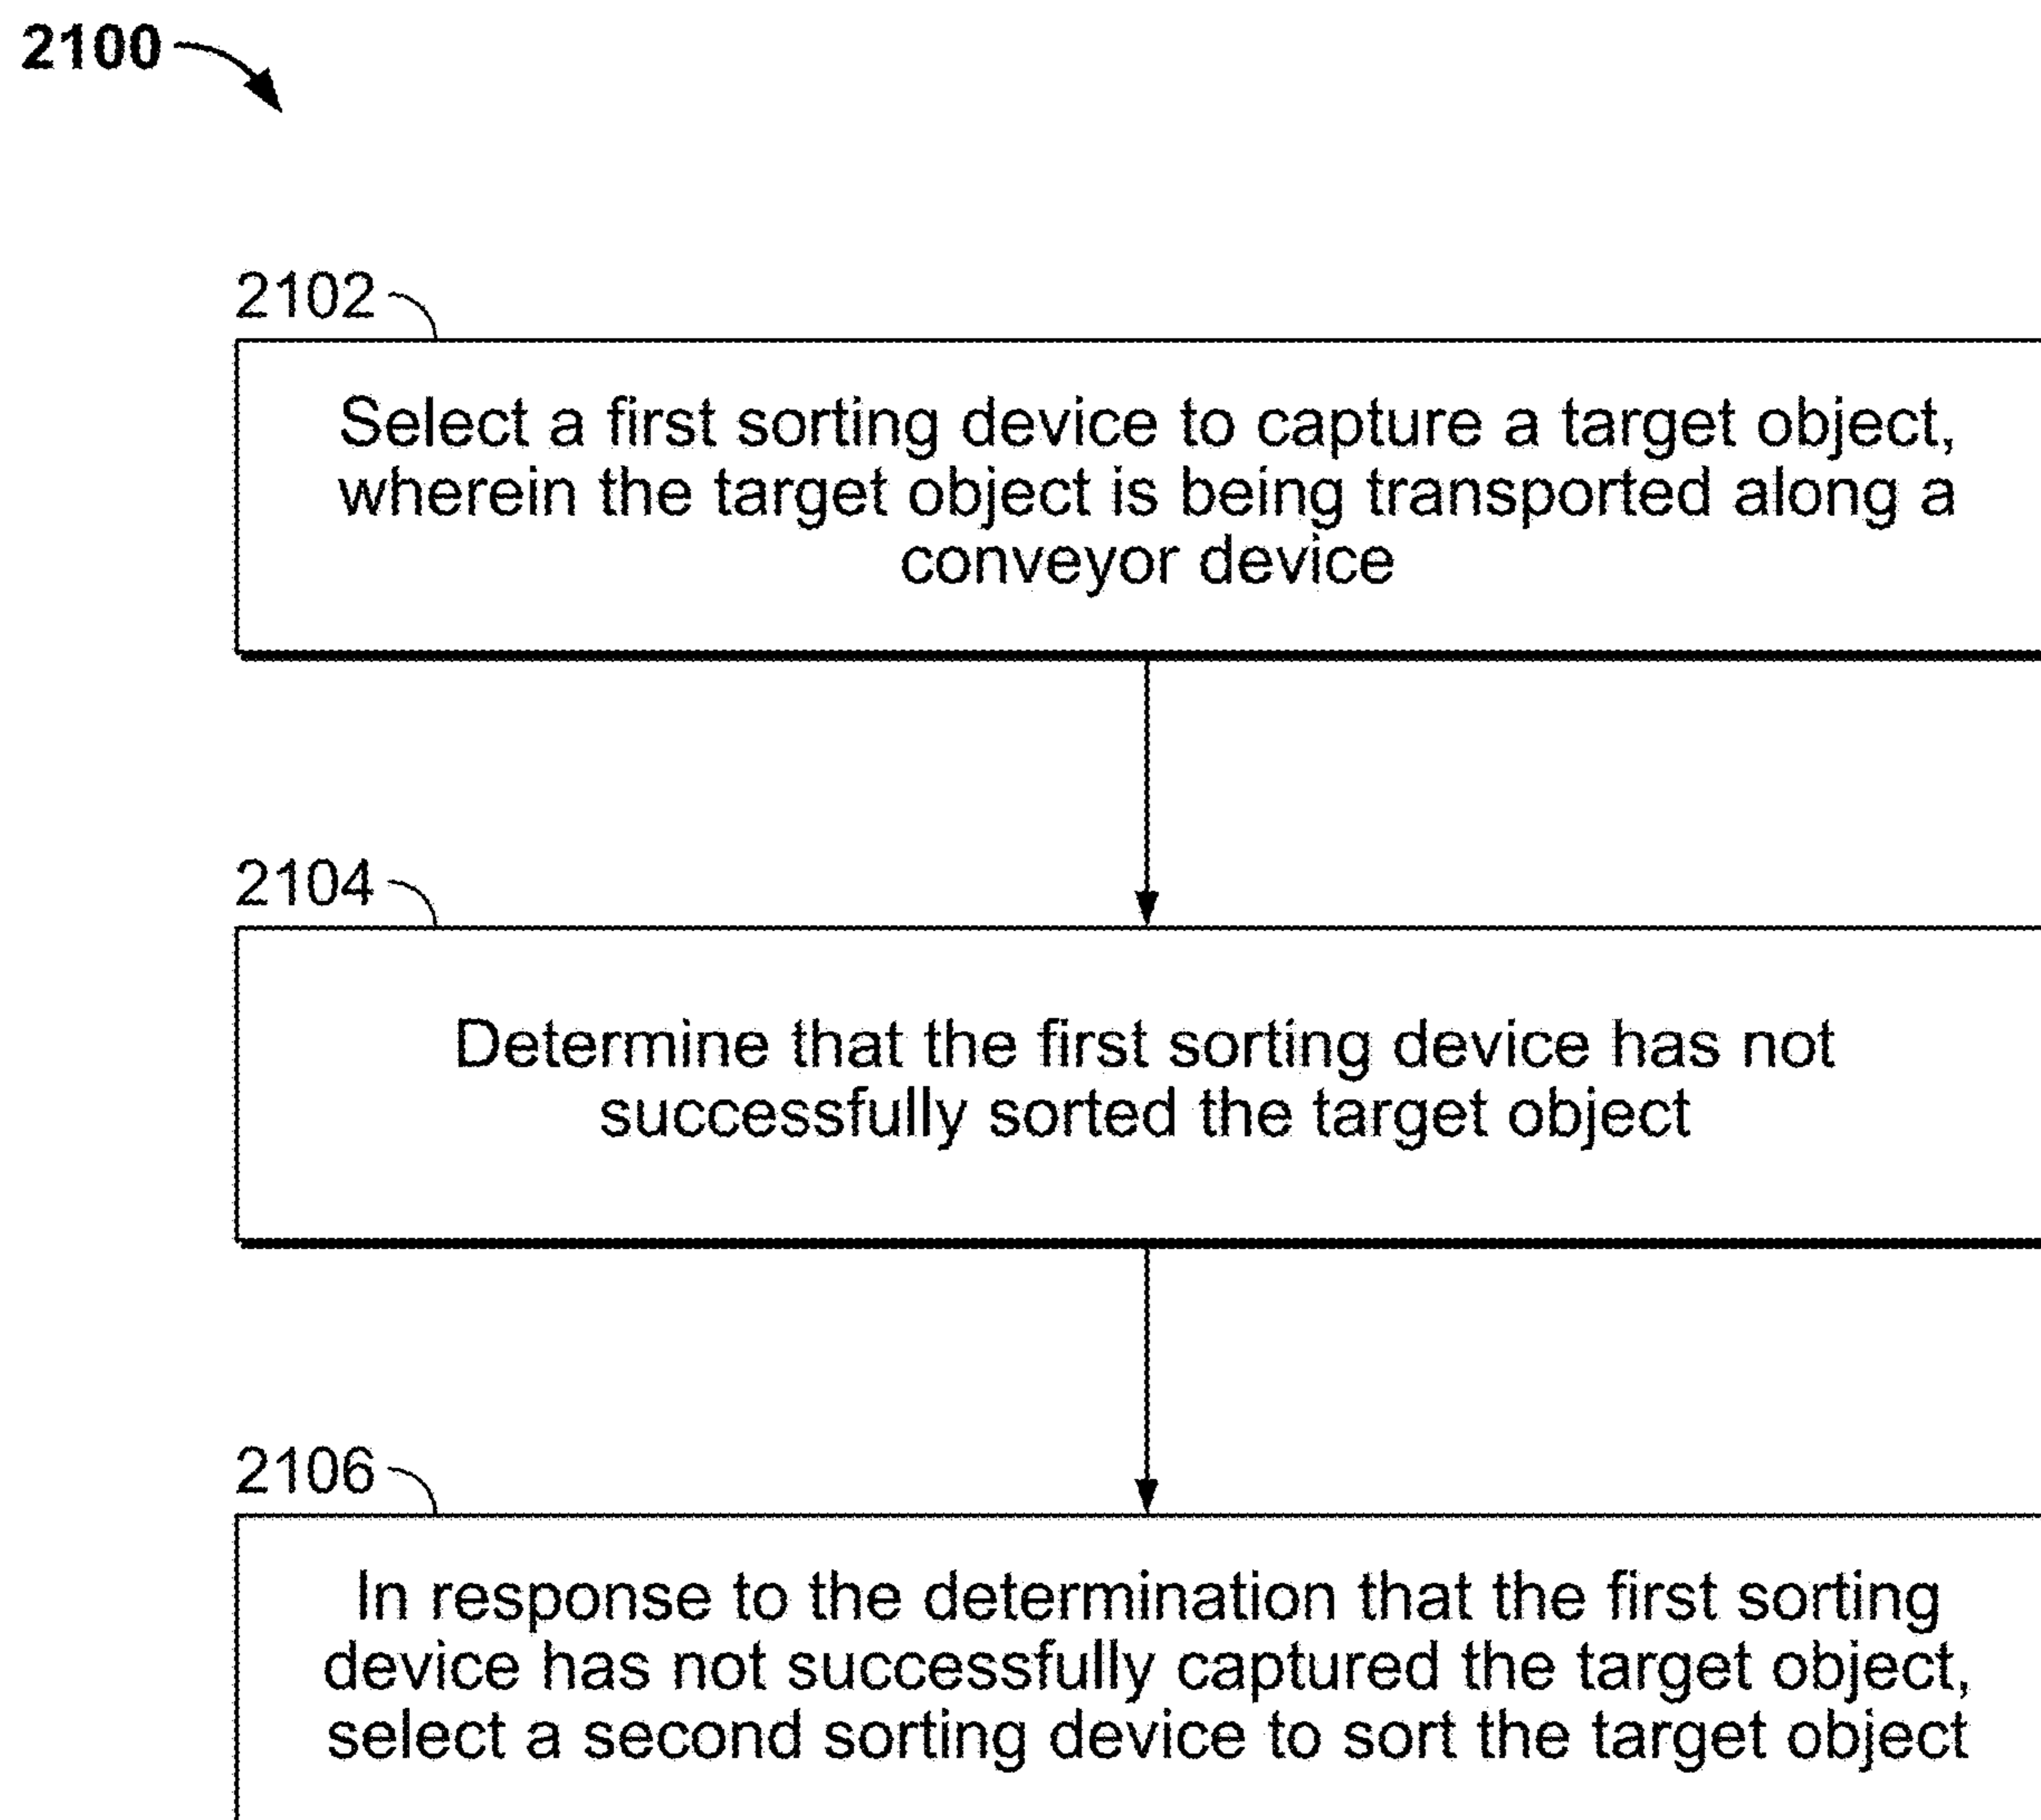 2100
2102
Select a first sorting device to capture a target object,
wherein the target object is being transported along a
conveyor device
2104
Determine that the first sorting device has not
successfully sorted the target object
2106
In response to the determination that the first sorting
device has not successfully captured the target object,
select a second sorting device to sort the target object